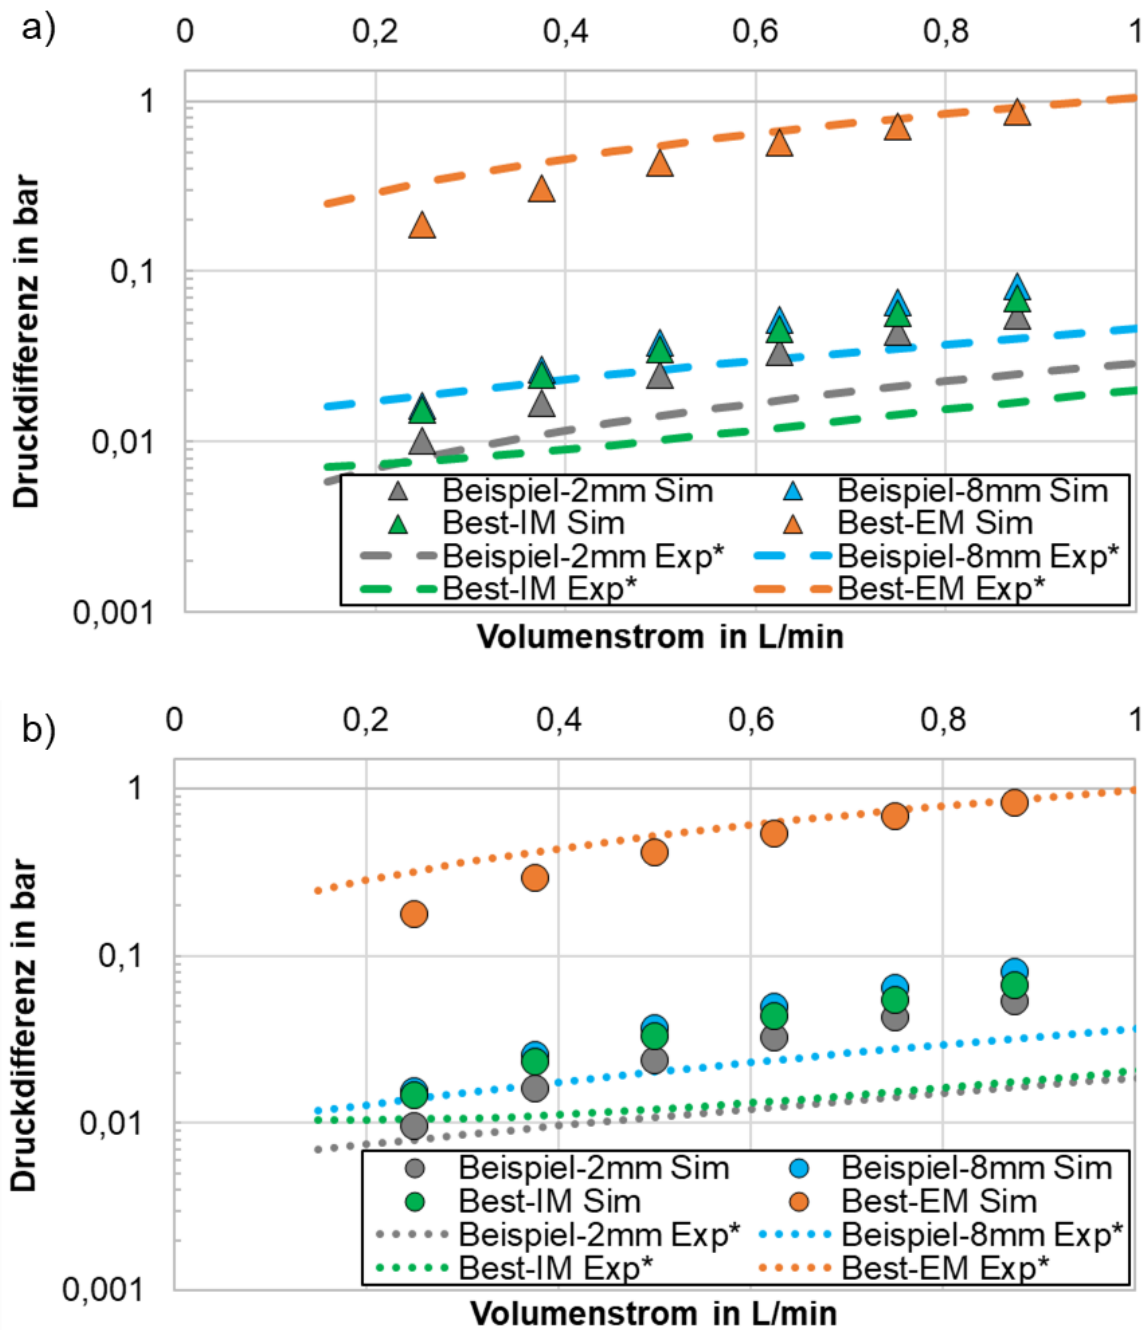 a)
0 0,2 0,4 0,6 0,8 1
1
0,1
0,01
0,001
Druckdifferenz in bar
Beispiel-2mm Sim Beispiel-8mm Sim
Best-IM Sim Best-EM Sim
Beispiel-2mm Exp* Beispiel-8mm Exp*
Best-IM Exp* Best-EM Exp*
Volumenstrom in L/min
b)
0 0,2 0,4 0,6 0,8 1
1
0,1
0,01
0,001
Druckdifferenz in bar
Beispiel-2mm Sim Beispiel-8mm Sim
Best-IM Sim Best-EM Sim
Beispiel-2mm Exp* Beispiel-8mm Exp*
Best-IM Exp* Best-EM Exp*
Volumenstrom in L/min